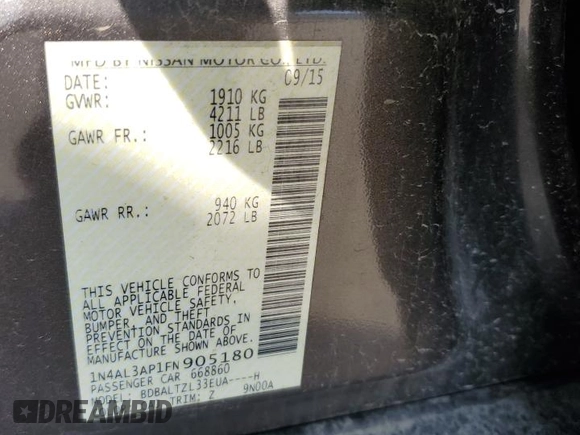 MFD BY NISSAN MOTOR CO., LTD.
DATE: 09/15
GVWR: 1910 KG
4211 LB
GAWR FR.: 1005 KG
2216 LB
GAWR RR.: 940 KG
2072 LB
THIS VEHICLE CONFORMS TO
ALL APPLICABLE FEDERAL
MOTOR VEHICLE SAFETY,
BUMPER, AND THEFT
PREVENTION STANDARDS IN
EFFECT ON THE DATE OF
MANUFACTURE SHOWN ABOVE.
1N4AL3AP1FN905180
PASSENGER CAR 668860
MODEL: BDBALTZL33EUA----H
TRIM: Z 9N00A
DREAMBID